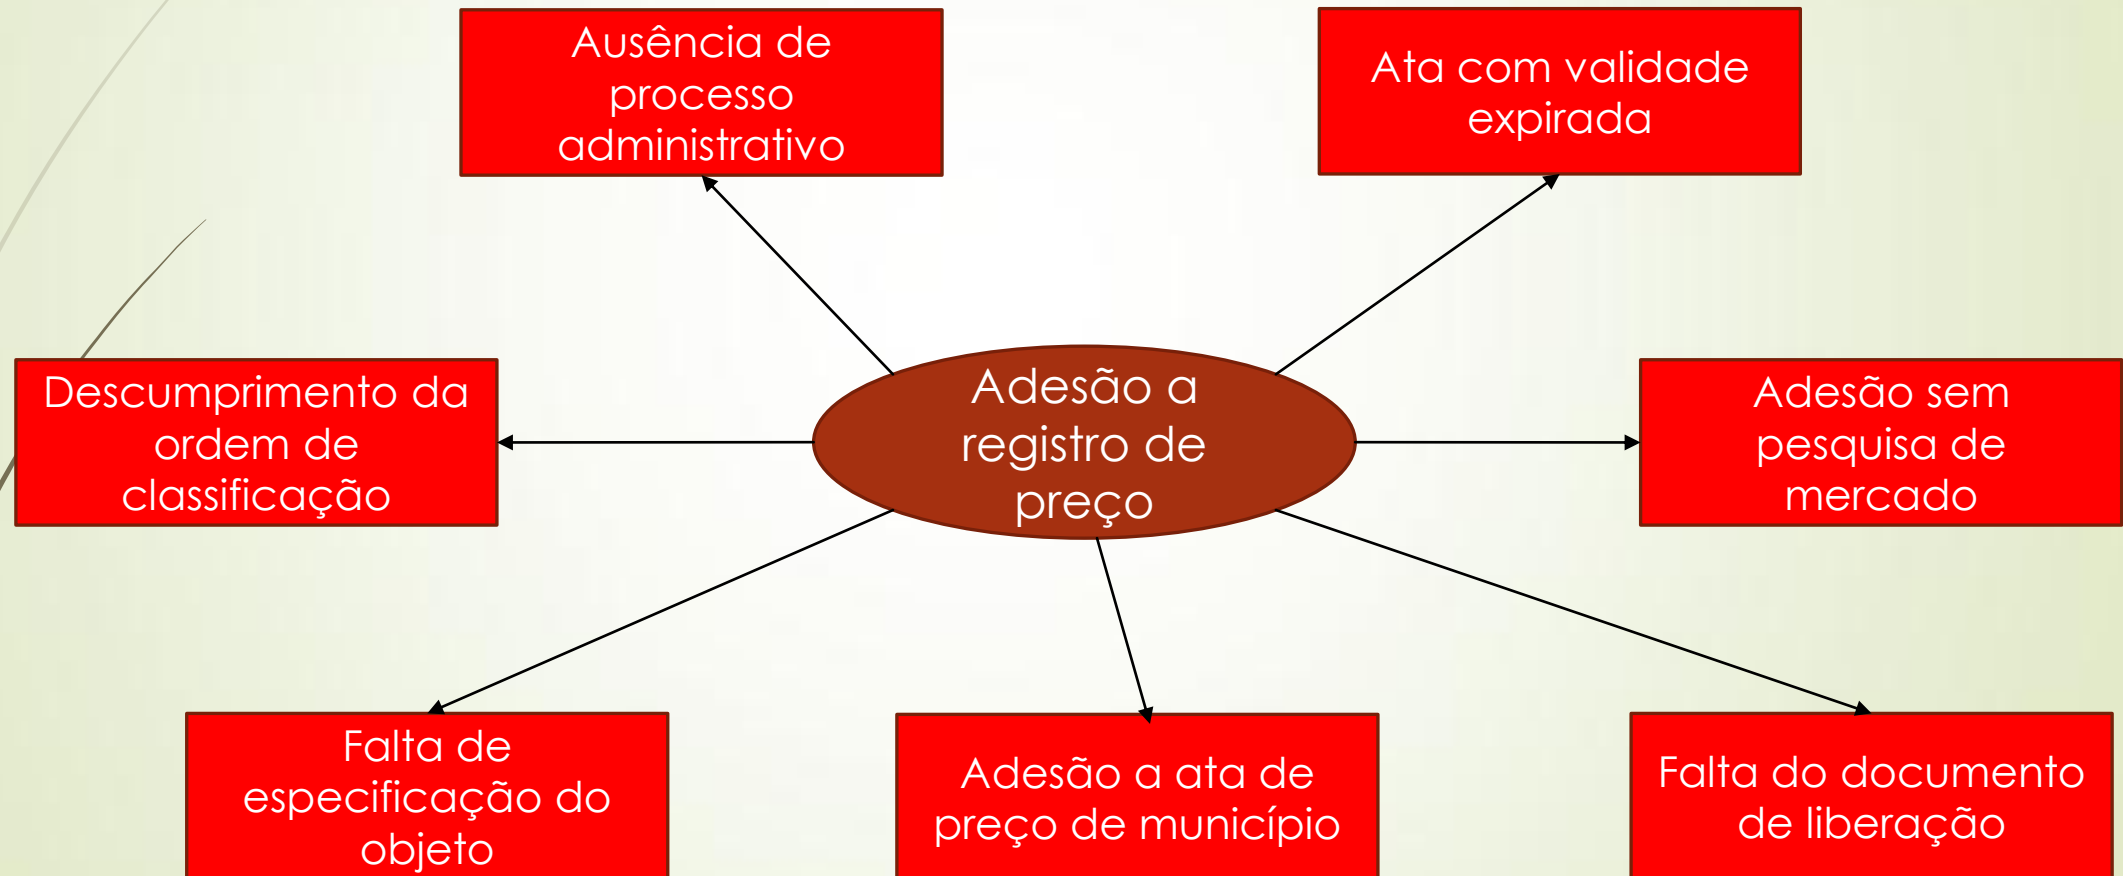 Ausência de
processo
administrativo
Ata com validade
expirada
Descumprimento da
ordem de
classificação
Adesão a
registro de
preço
Adesão sem
pesquisa de
mercado
Falta de
especificação do
objeto
Adesão a ata de
preço de município
Falta do documento
de liberação